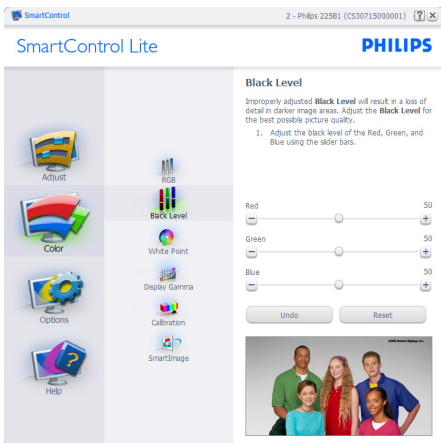 SmartControl
2 - Philips 225B1 (CS30715000001)
SmartControl Lite
PHILIPS
Adjust
Color
Options
Help
RGB
Black Level
White Point
Display Gamma
Calibration
SmartImage
Black Level
Improperly adjusted Black Level will result in a loss of
detail in darker image areas. Adjust the Black Level for
the best possible picture quality.
1. Adjust the black level of the Red, Green, and
Blue using the slider bars.
Red 50
Green 50
Blue 50
Undo Reset